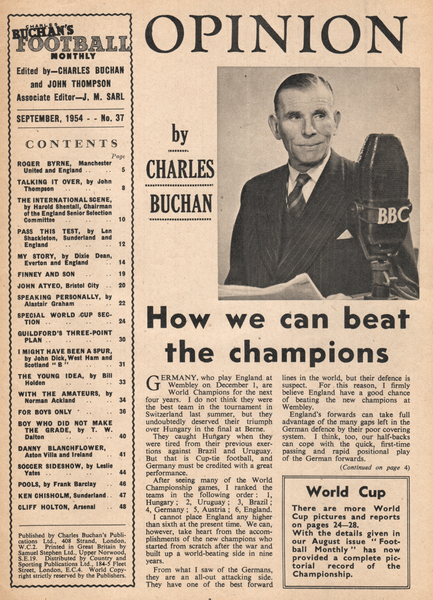 CHARLES
BUCHAN'S
FOOTBALL
MONTHLY
Edited by—CHARLES BUCHAN
and JOHN THOMPSON
Associate Editor—J. M. SARL
SEPTEMBER, 1954 - - No. 37
CONTENTS
Page
ROGER BYRNE, Manchester
United and England .. 5
TALKING IT OVER, by John
Thompson .. .. .. 8
THE INTERNATIONAL SCENE,
by Harold Shentall, Chairman
of the England Senior Selection
Committee .. .. .. 10
PASS THIS TEST, by Len
Shackleton, Sunderland and
England .. .. .. 12
MY STORY, by Dixie Dean,
Everton and England .. 14
FINNEY AND SON .. .. 19
JOHN ATYEO, Bristol City .. 20
SPEAKING PERSONALLY, by
Alastair Graham .. .. 22
SPECIAL WORLD CUP SEC-
TION .. .. .. .. 24
GUILDFORD'S THREE-POINT
PLAN .. .. .. .. 30
I MIGHT HAVE BEEN A SPUR,
by John Dick, West Ham and
Scotland "B" .. .. 31
THE YOUNG IDEA, by Bill
Holden .. .. .. 33
WITH THE AMATEURS, by
Norman Ackland .. .. 34
FOR BOYS ONLY .. .. 36
BOY WHO DID NOT MAKE
THE GRADE, by T. W.
Dalton .. .. .. 40
DANNY BLANCHFLOWER,
Aston Villa and Ireland .. 41
SOCCER SIDESHOW, by Leslie
Yates .. .. .. .. 44
POOLS, by Frank Barclay .. 46
KEN CHISHOLM, Sunderland .. 47
CLIFF HOLTON, Arsenal .. 48
Published by Charles Buchan's Publi-
cations Ltd., 408 Strand, London,
W.C.2. Printed in Great Britain by
Samuel Stephen Ltd., Upper Norwood,
S.E.19. Distributed by Country and
Sporting Publications Ltd., 184-5 Fleet
Street, London, E.C.4. World Copy-
right strictly reserved by the Publishers.
OPINION
by
CHARLES
BUCHAN
BBC
How we can beat
the champions
GERMANY, who play England at
Wembley on December 1, are
World Champions for the next
four years. I do not think they were
the best team in the tournament in
Switzerland last summer, but they
undoubtedly deserved their triumph
over Hungary in the final at Berne.
They caught Hungary when they
were tired from their previous exer-
tions against Brazil and Uruguay.
But that is Cup-tie football, and
Germany must be credited with a great
performance.
After seeing many of the World
Championship games, I ranked the
teams in the following order: 1,
Hungary; 2, Uruguay; 3, Brazil;
4, Germany; 5, Austria; 6, England.
I cannot place England any higher
than sixth at the present time. We can,
however, take heart from the accom-
plishments of the new champions who
started from scratch after the war and
built up a world-beating side in nine
years.
From what I saw of the Germans,
they are an all-out attacking side.
They have one of the best forward
lines in the world, but their defence is
suspect. For this reason, I firmly
believe England have a good chance
of beating the new champions at
Wembley.
England's forwards can take full
advantage of the many gaps left in the
German defence by their poor covering
system. I think, too, our half-backs
can cope with the quick, first-time
passing and rapid positional play
of the German forwards.
(Continued on page 4)
World Cup
There are more World
Cup pictures and reports
on pages 24—28.
With the details given in
our August issue "Foot-
ball Monthly" has now
provided a complete pic-
torial record of the
Championship.